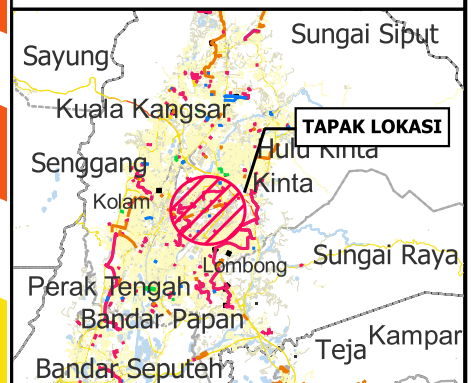 Sungai Siput
Sayung
Kuala Kangsar
TAPAK LOKASI
Hulu Kinta
Senggang
Kinta
Kolam
Sungai Raya
Lombong
Perak Tengah
Bandar Papan
Kampar
Teja
Bandar Seputeh